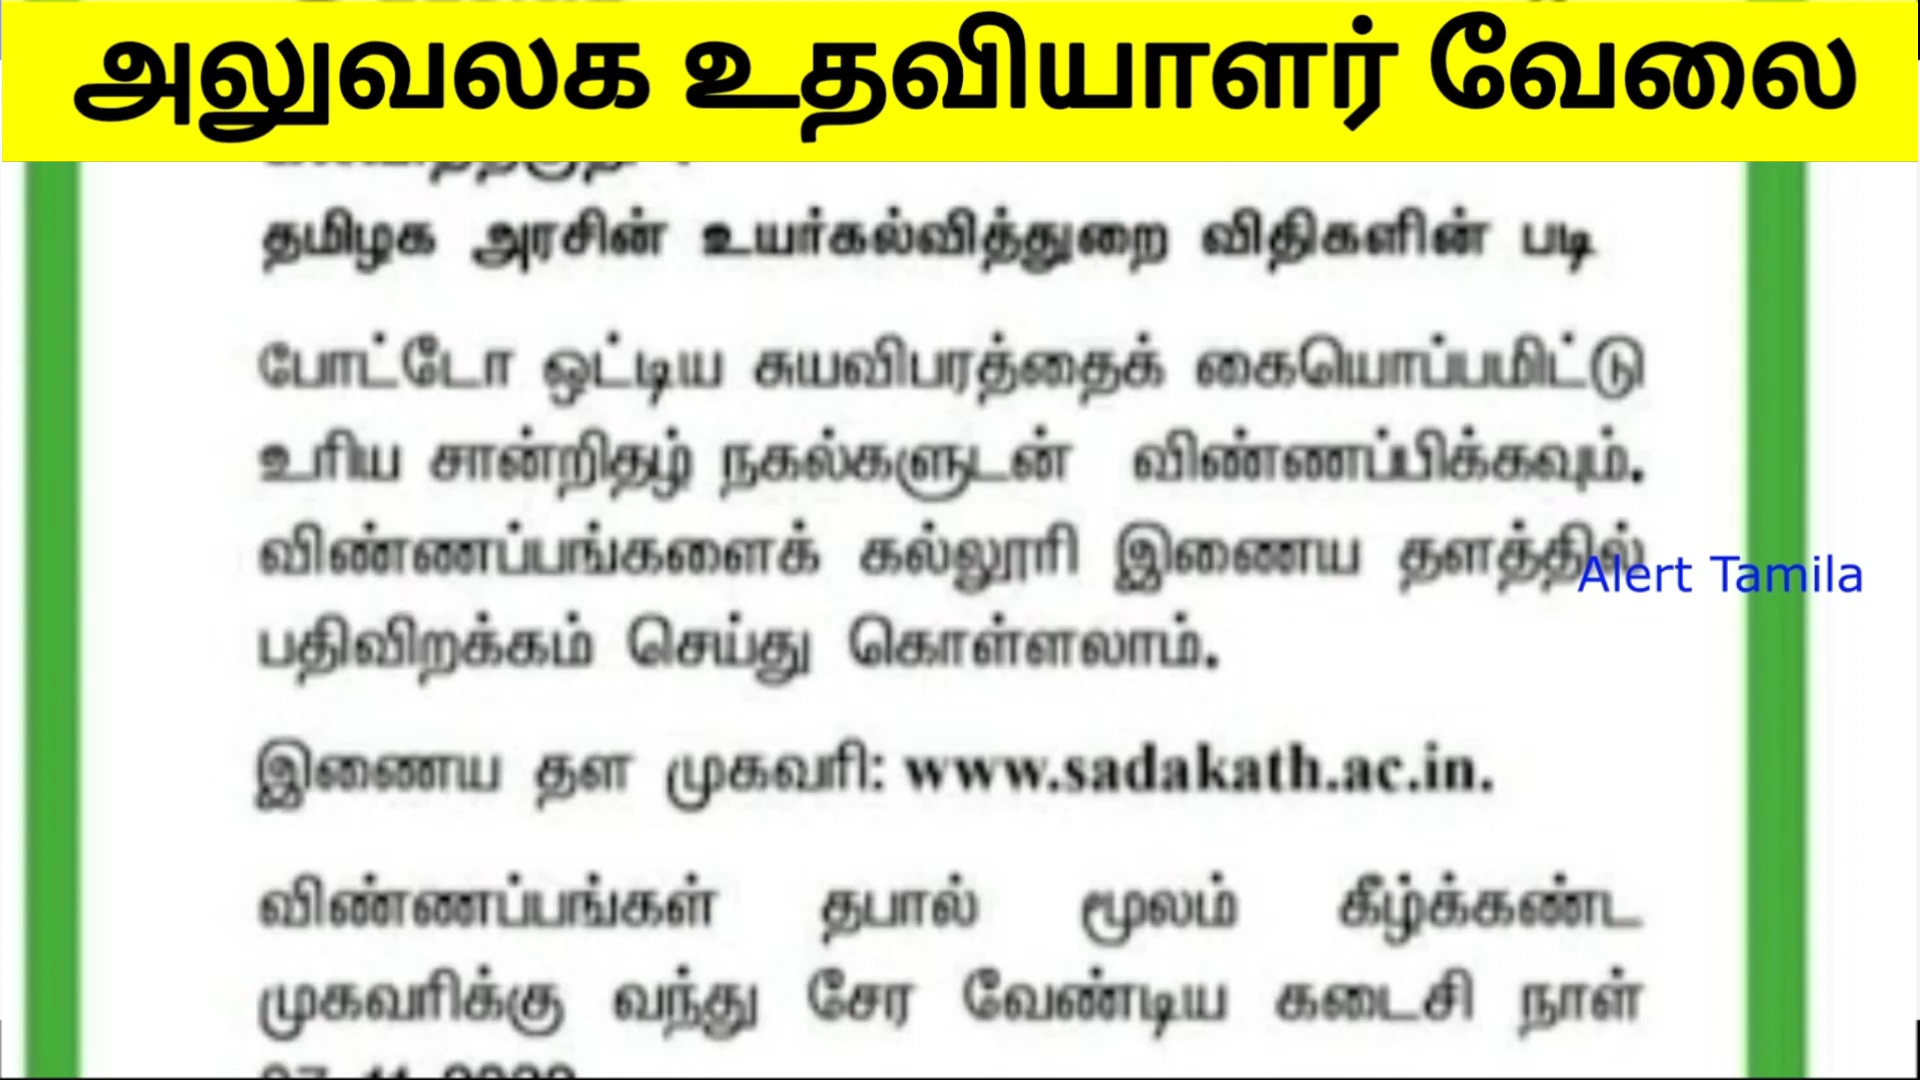 அலுவலக உதவியாளர் வேலை
தமிழக அரசின் உயர்கல்வித்துறை விதிகளின் படி
போட்டோ ஒட்டிய சுயவிபரத்தைக் கையொப்பமிட்டு
உரிய சான்றிதழ் நகல்களுடன் விண்ணப்பிக்கவும்.
விண்ணப்பங்களைக் கல்லூரி இணைய தளத்தில்
Alert Tamila
பதிவிறக்கம் செய்து கொள்ளலாம்.
இணைய தள முகவரி: www.sadakath.ac.in.
விண்ணப்பங்கள் தபால் மூலம் கீழ்க்கண்ட
முகவரிக்கு வந்து சேர வேண்டிய கடைசி நாள்